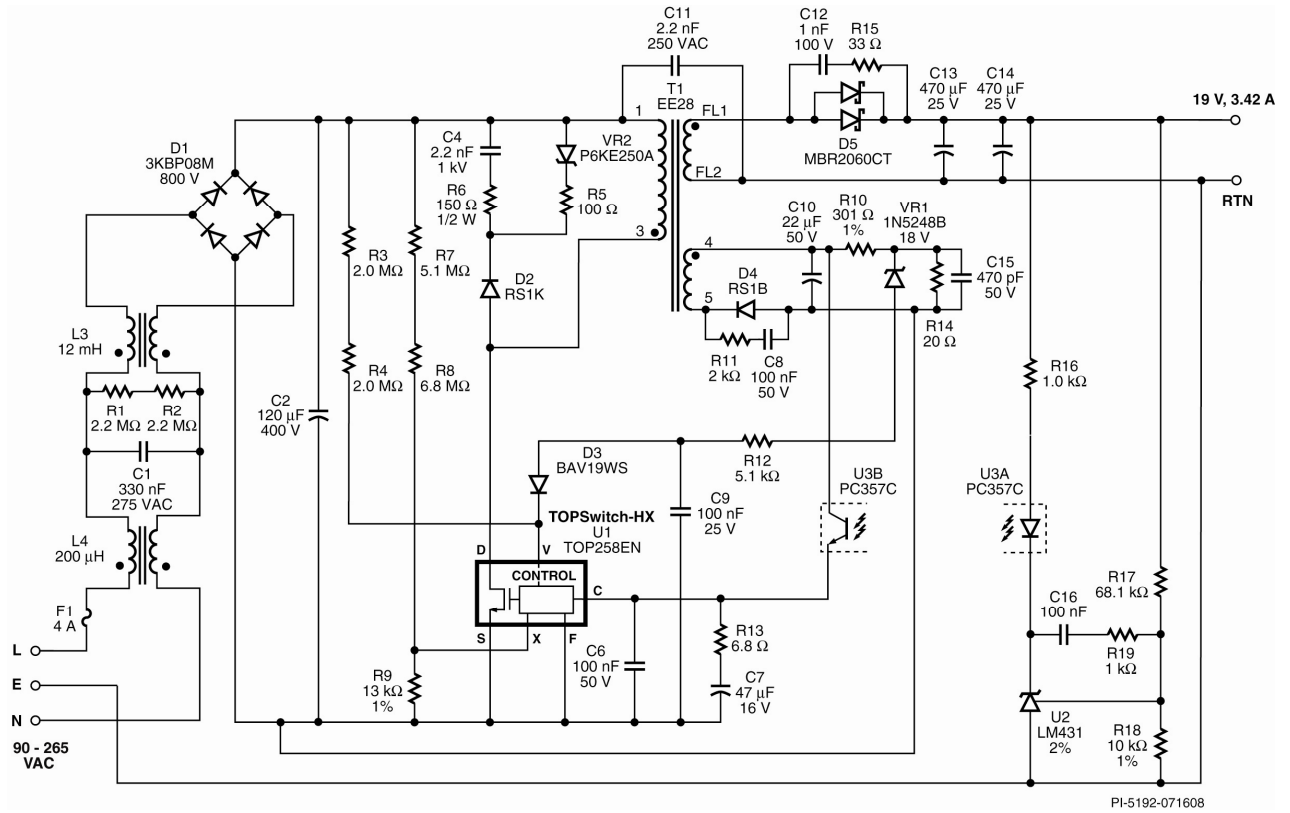 C11
2.2 nF
250 VAC
C12
1 nF
100 V
R15
33 Ω
C13
470 µF
25 V
C14
470 µF
25 V
19 V, 3.42 A
T1
EE28
1
FL1
D5
MBR2060CT
FL2
RTN
D1
3KBP08M
800 V
C4
2.2 nF
1 kV
VR2
P6KE250A
R6
150 Ω
1/2 W
R5
100 Ω
3
R3
2.0 MΩ
R7
5.1 MΩ
D2
RS1K
4
C10
22 µF
50 V
R10
301 Ω
1%
VR1
1N5248B
18 V
C15
470 pF
50 V
5
D4
RS1B
R14
20 Ω
R11
2 kΩ
C8
100 nF
50 V
L3
12 mH
R1
2.2 MΩ
R2
2.2 MΩ
R4
2.0 MΩ
R8
6.8 MΩ
C2
120 µF
400 V
R16
1.0 kΩ
C1
330 nF
275 VAC
D3
BAV19WS
R12
5.1 kΩ
U3B
PC357C
U3A
PC357C
C9
100 nF
25 V
L4
200 µH
TOPSwitch-HX
U1
TOP258EN
D
V
CONTROL
C
S
X
F
F1
4 A
R17
68.1 kΩ
C16
100 nF
R19
1 kΩ
R13
6.8 Ω
C6
100 nF
50 V
C7
47 µF
16 V
R9
13 kΩ
1%
L
E
N
90 - 265
VAC
U2
LM431
2%
R18
10 kΩ
1%
PI-5192-071608